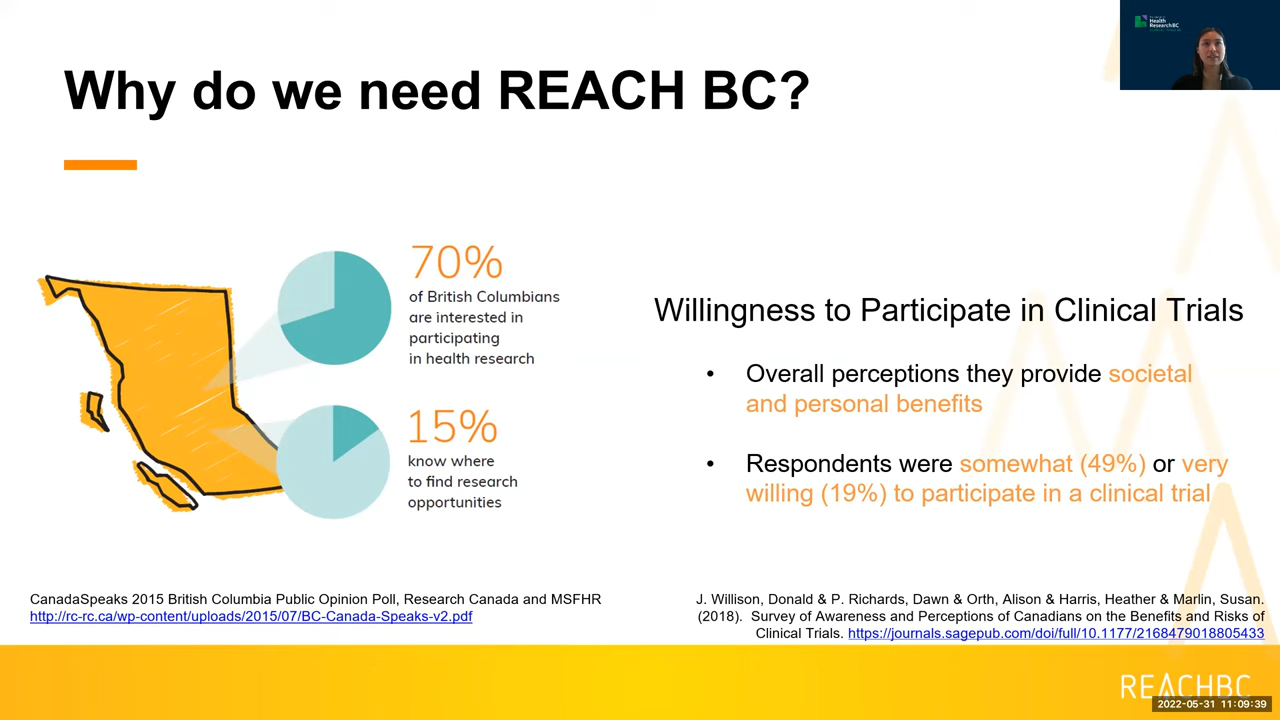 Health
Research BC
Why do we need REACH BC?
70%
of British Columbians
are interested in
participating
in health research
15%
know where
to find research
opportunities
Willingness to Participate in Clinical Trials
• Overall perceptions they provide societal
and personal benefits
• Respondents were somewhat (49%) or very
willing (19%) to participate in a clinical trial
CanadaSpeaks 2015 British Columbia Public Opinion Poll, Research Canada and MSFHR
http://rc-rc.ca/wp-content/uploads/2015/07/BC-Canada-Speaks-v2.pdf
J. Willison, Donald & P. Richards, Dawn & Orth, Alison & Harris, Heather & Marlin, Susan.
(2018). Survey of Awareness and Perceptions of Canadians on the Benefits and Risks of
Clinical Trials. https://journals.sagepub.com/doi/full/10.1177/2168479018805433
REACHBC
2022-05-31 11:09:39